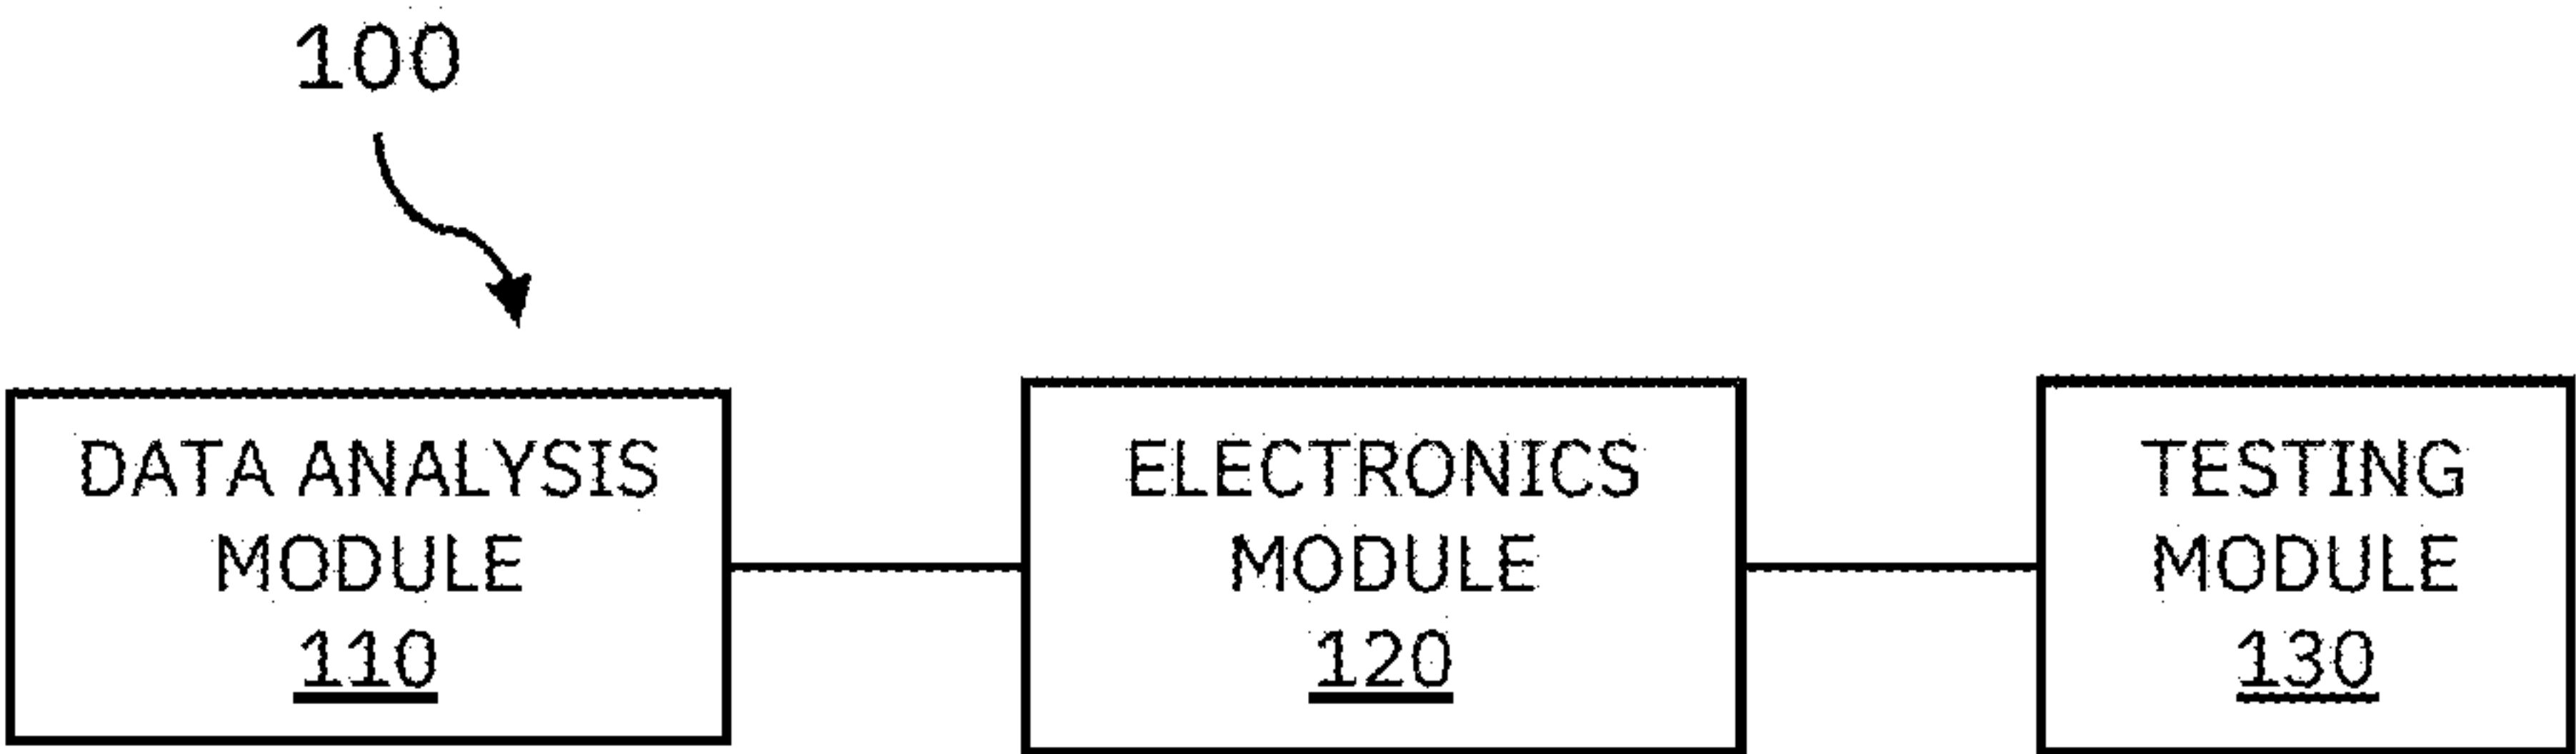 100
DATA ANALYSIS
MODULE
110
ELECTRONICS
MODULE
120
TESTING
MODULE
130